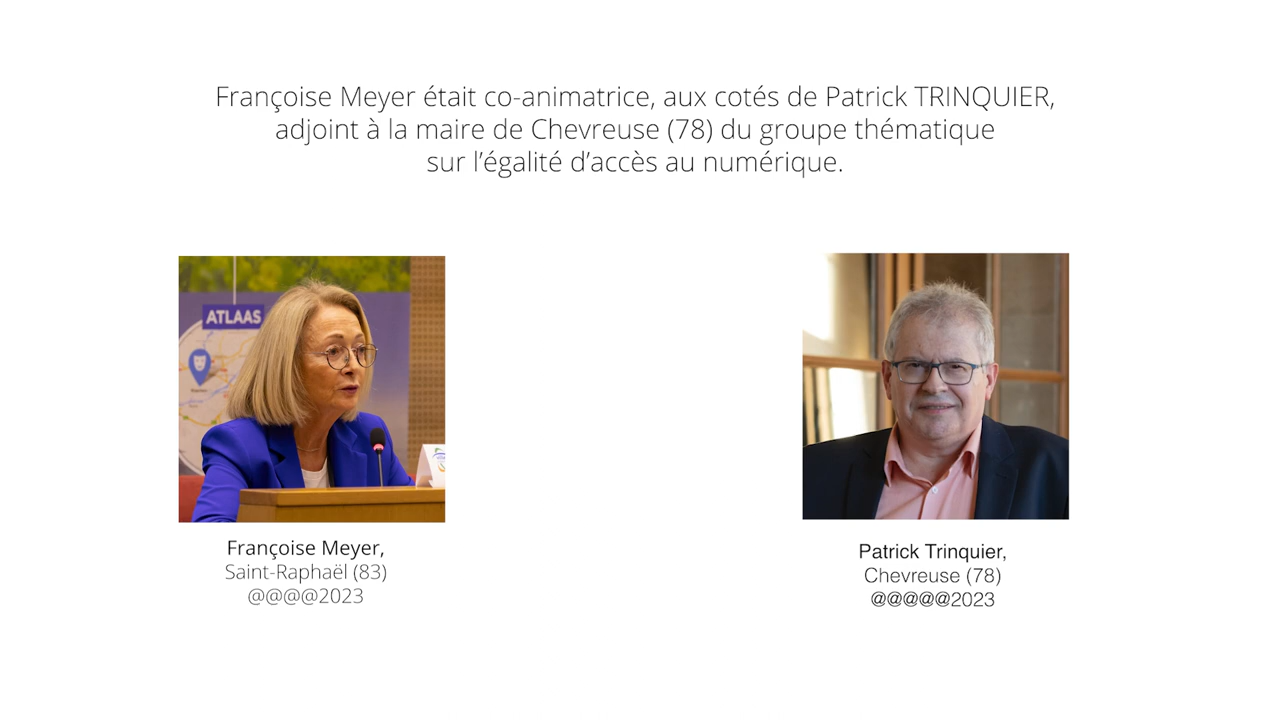 Françoise Meyer était co-animatrice, aux cotés de Patrick TRINQUIER,
adjoint à la maire de Chevreuse (78) du groupe thématique
sur l’égalité d’accès au numérique.
ATLAAS
Françoise Meyer,
Saint-Raphaël (83)
@@@@2023
Patrick Trinquier,
Chevreuse (78)
@@@@@2023